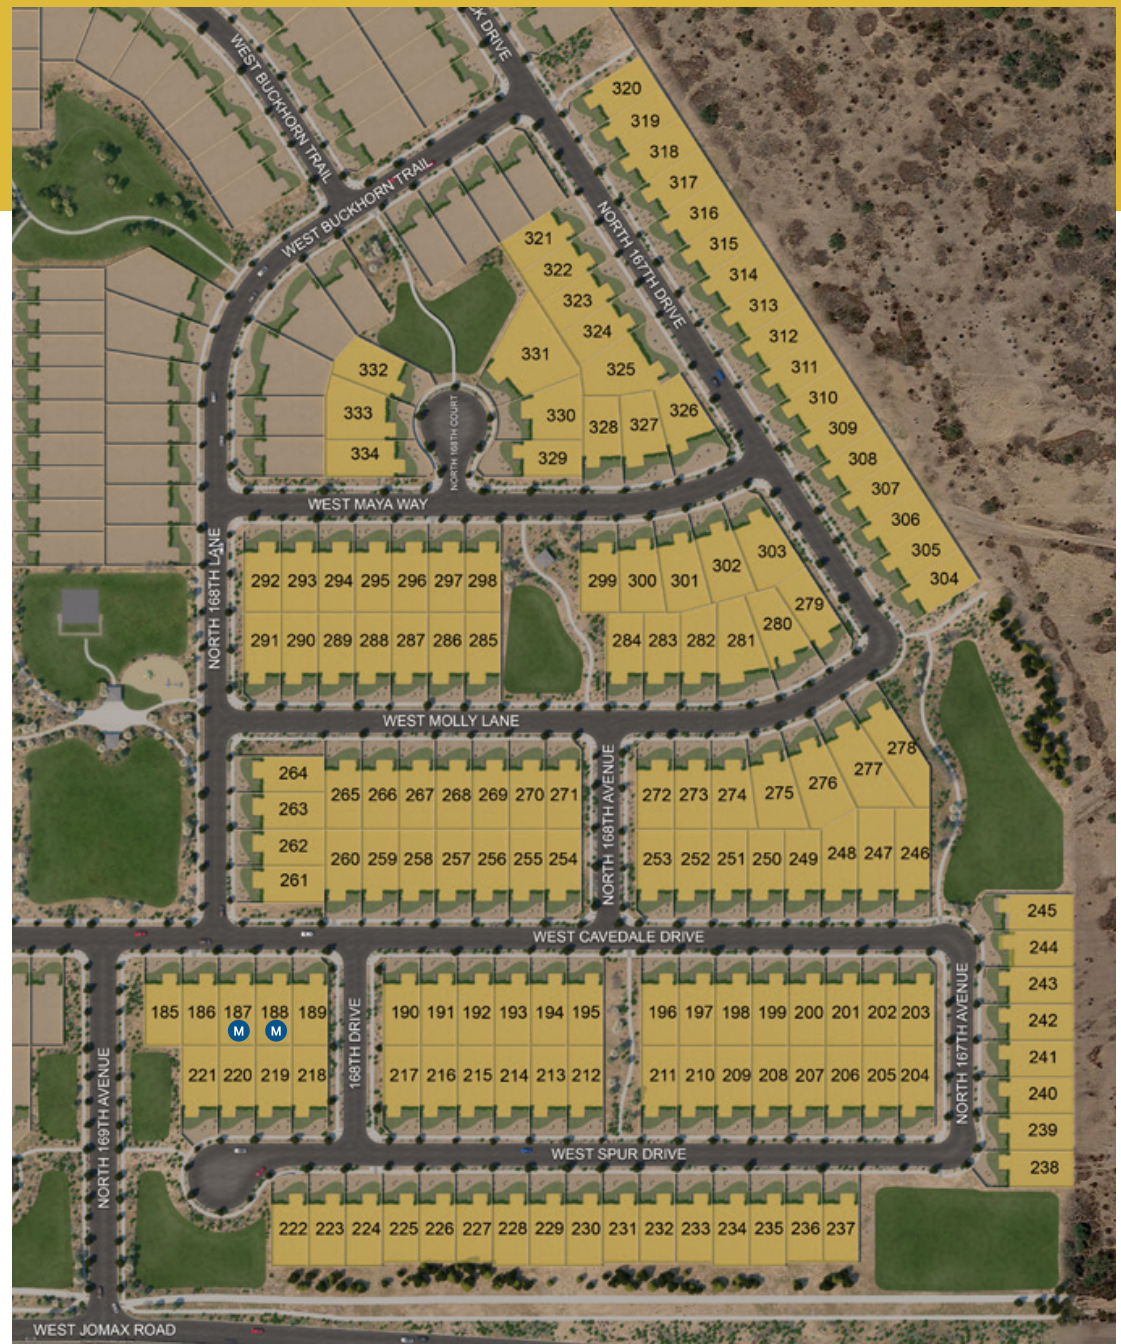 CK DRIVE
WEST BUCKHORN TRAIL
WEST BUCKHORN TRAIL
320
319
318
317
316
315
314
313
312
311
310
309
308
307
306
305
304
NORTH 167TH DRIVE
321
322
323
324
325
331
332
333
334
330
329
328
327
326
NORTH 168TH COURT
WEST MAYA WAY
NORTH 168TH LANE
292 293 294 295 296 297 298
299 300 301 302 303
291 290 289 288 287 286 285
284 283 282 281 280 279
WEST MOLLY LANE
264
263
262
261
265 266 267 268 269 270 271
260 259 258 257 256 255 254
NORTH 168TH AVENUE
272 273 274 275 276 277 278
253 252 251 250 249 248 247 246
WEST CAVEDALE DRIVE
245
244
243
242
241
240
239
238
NORTH 167TH AVENUE
NORTH 169TH AVENUE
185 186 187 188 189
M M
221 220 219 218
168TH DRIVE
190 191 192 193 194 195
217 216 215 214 213 212
196 197 198 199 200 201 202 203
211 210 209 208 207 206 205 204
WEST SPUR DRIVE
222 223 224 225 226 227 228 229 230 231 232 233 234 235 236 237
WEST JOMAX ROAD